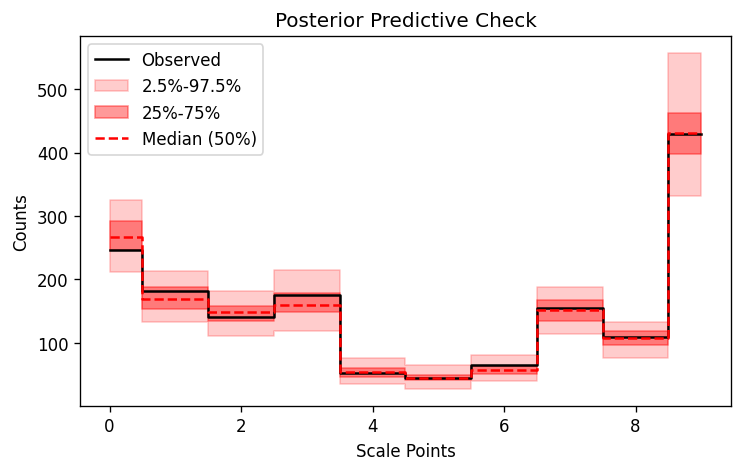 Posterior Predictive Check
Observed
2.5%-97.5%
25%-75%
Median (50%)
500
400
300
200
100
Counts
0 2 4 6 8
Scale Points